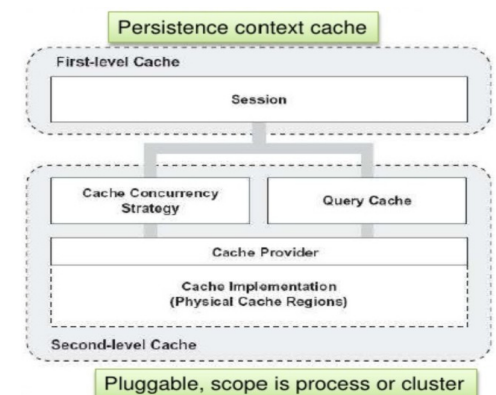 Persistence context cache
First-level Cache
Session
Cache Concurrency
Strategy
Query Cache
Cache Provider
Cache Implementation
(Physical Cache Regions)
Second-level Cache
Pluggable, scope is process or cluster